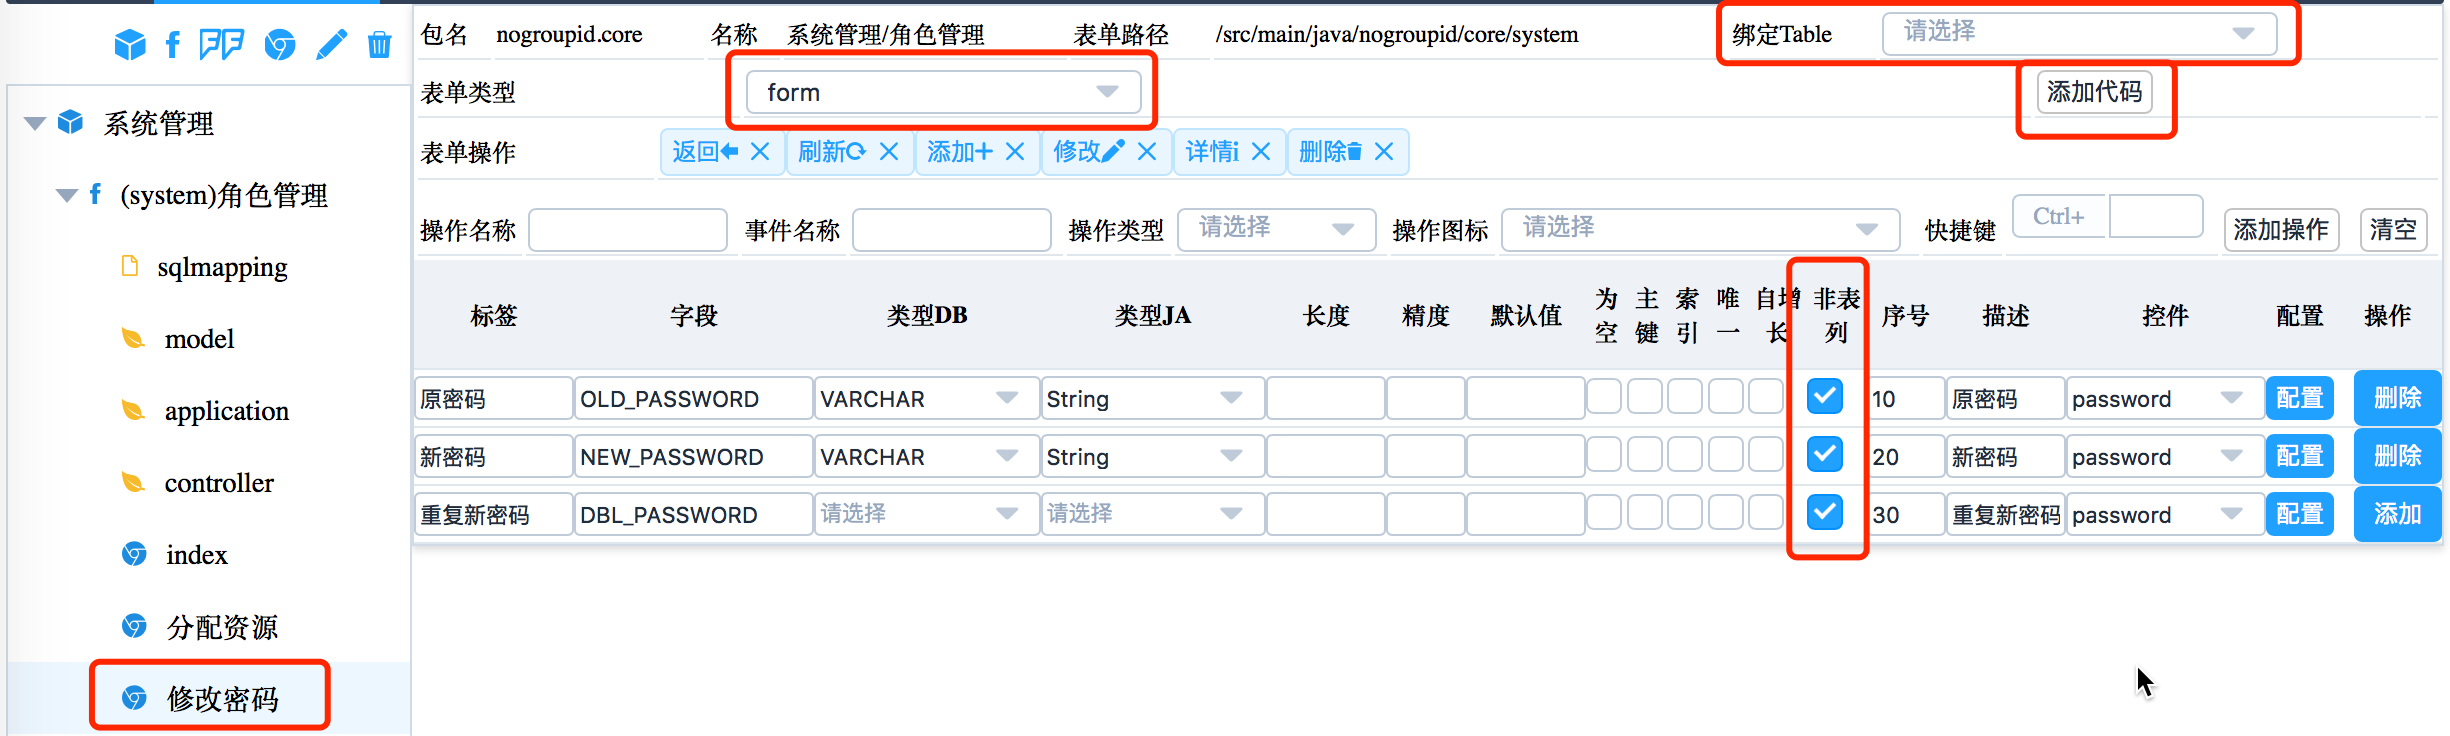 包名 nogroupid.core 名称 系统管理/角色管理 表单路径 /src/main/java/nogroupid/core/system 绑定Table 请选择
表单类型 form 添加代码
表单操作 返回 刷新 添加 修改 详情 删除
操作名称 事件名称 操作类型 请选择 操作图标 请选择 快捷键 Ctrl+ 添加操作 清空
标签 字段 类型DB 类型JA 长度 精度 默认值 为空 主键 索引 唯一 自增长 非表列 序号 描述 控件 配置 操作
原密码 OLD_PASSWORD VARCHAR String 10 原密码 password 配置 删除
新密码 NEW_PASSWORD VARCHAR String 20 新密码 password 配置 删除
重复新密码 DBL_PASSWORD 请选择 请选择 30 重复新密码 password 配置 添加
系统管理
(system)角色管理
sqlmapping
model
application
controller
index
分配资源
修改密码